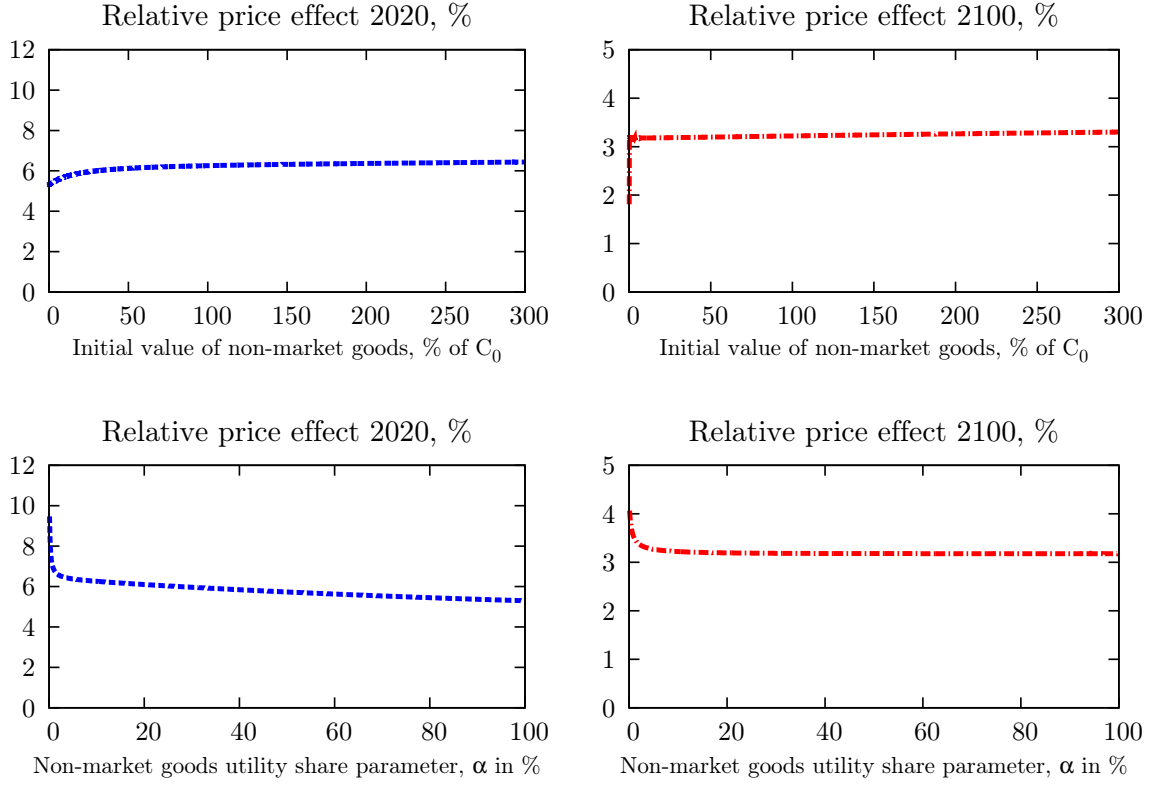 Relative price effect 2020, %
12
10
8
6
4
2
0
0 50 100 150 200 250 300
Initial value of non-market goods, % of C₀
Relative price effect 2100, %
5
4
3
2
1
0
0 50 100 150 200 250 300
Initial value of non-market goods, % of C₀
Relative price effect 2020, %
12
10
8
6
4
2
0
0 20 40 60 80 100
Non-market goods utility share parameter, α in %
Relative price effect 2100, %
5
4
3
2
1
0
0 20 40 60 80 100
Non-market goods utility share parameter, α in %